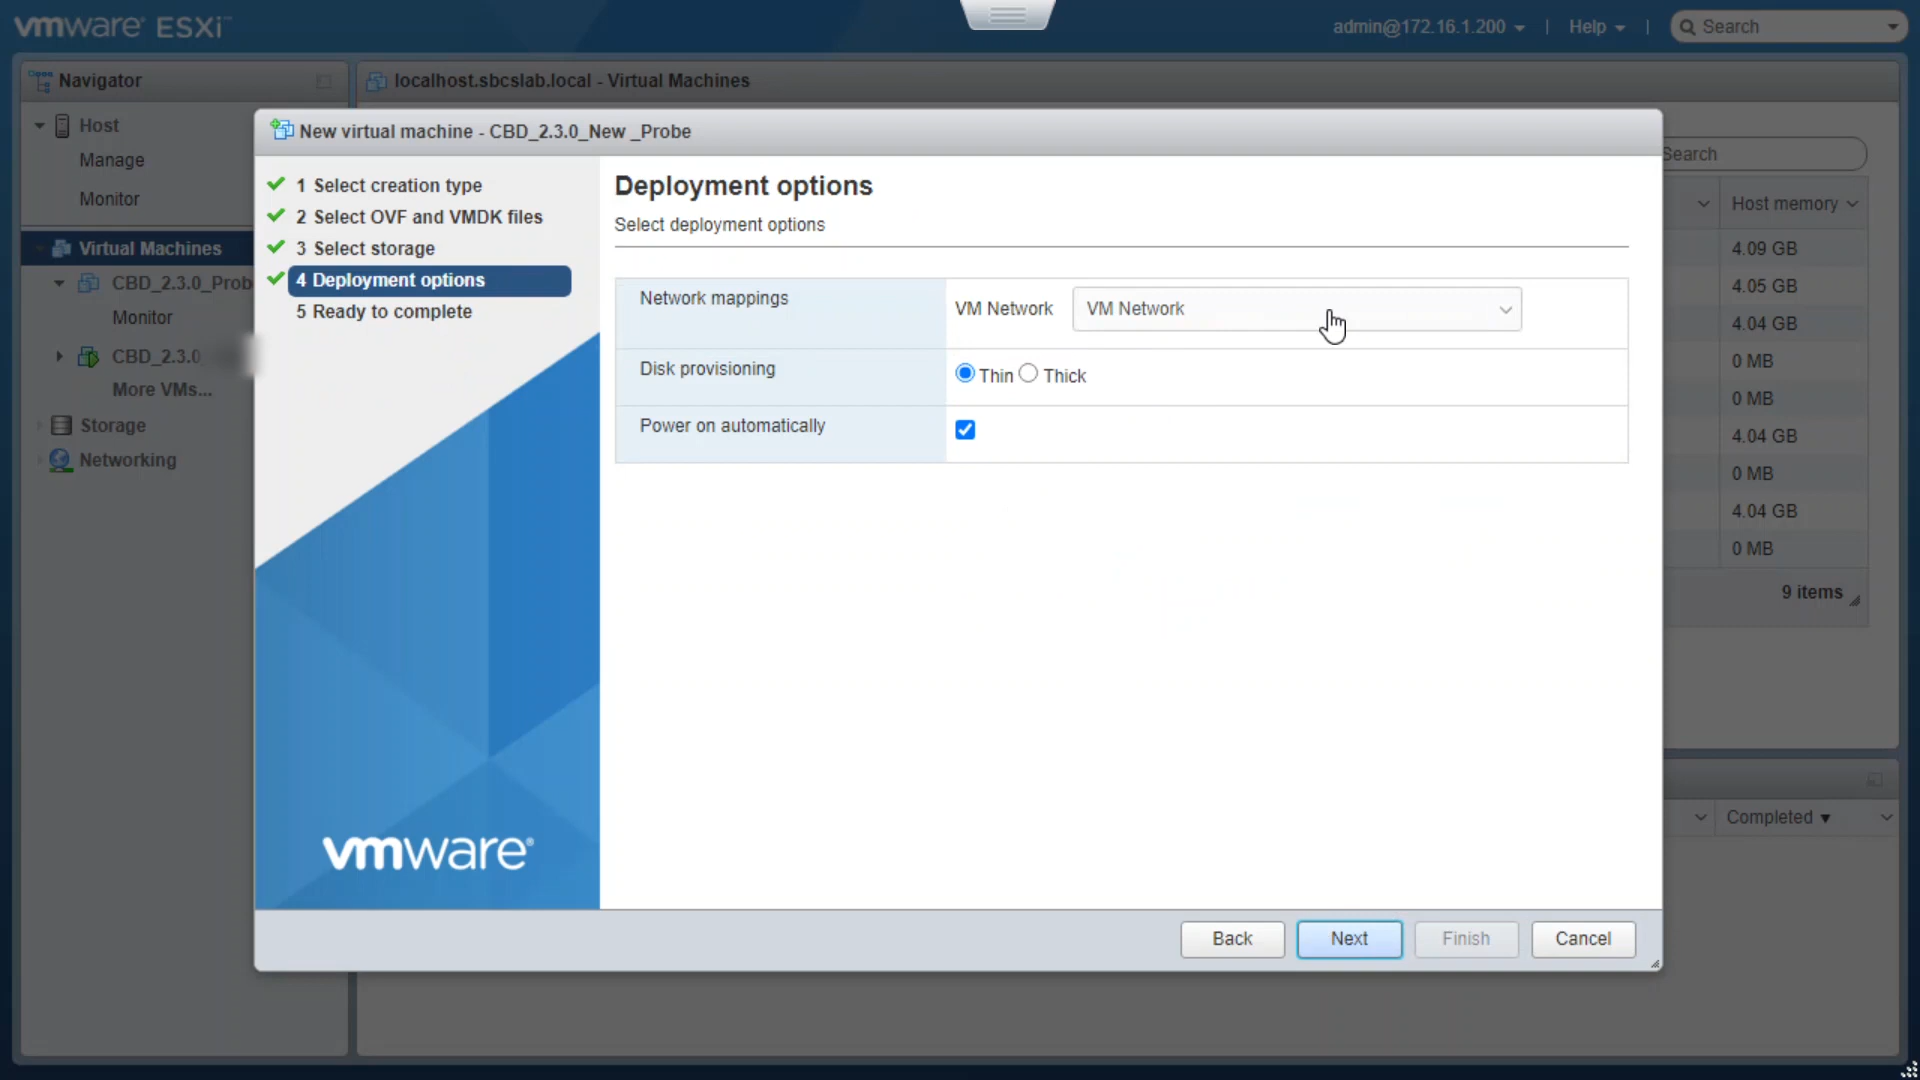 vmware ESXi™
admin@172.16.1.200 | Help | Search
Navigator
localhost.sbcslab.local - Virtual Machines
Host
Manage
Monitor
Virtual Machines
CBD_2.3.0_Prob
Monitor
CBD_2.3.0
More VMs...
Storage
Networking
New virtual machine - CBD_2.3.0_New _Probe
1 Select creation type
2 Select OVF and VMDK files
3 Select storage
4 Deployment options
5 Ready to complete
vmware®
Deployment options
Select deployment options
Network mappings
VM Network
VM Network
Disk provisioning
Thin Thick
Power on automatically
Back
Next
Finish
Cancel
Search
Host memory
4.09 GB
4.05 GB
4.04 GB
0 MB
0 MB
4.04 GB
0 MB
4.04 GB
0 MB
9 items
Completed ▼